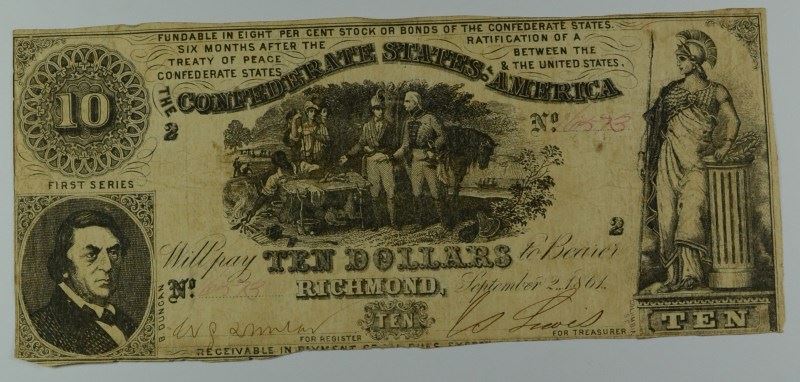 FUNDABLE IN EIGHT PER CENT STOCK OR BONDS OF THE CONFEDERATE STATES.
SIX MONTHS AFTER THE RATIFICATION OF A
TREATY OF PEACE BETWEEN THE
CONFEDERATE STATES & THE UNITED STATES.
THE CONFEDERATE STATES OF AMERICA
10
2
No.
FIRST SERIES
2
Will pay TEN DOLLARS to Bearer
RICHMOND, September 2, 1861.
No.
B. DUNCAN
TEN
FOR REGISTER
FOR TREASURER
TEN
RECEIVABLE IN PAYMENT OF ALL DUES EXCEPT